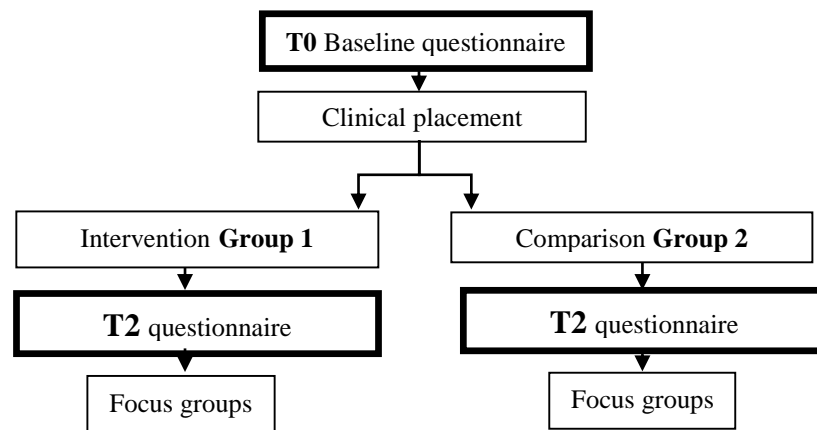 T0 Baseline questionnaire
Clinical placement
Intervention Group 1
Comparison Group 2
T2 questionnaire
T2 questionnaire
Focus groups
Focus groups